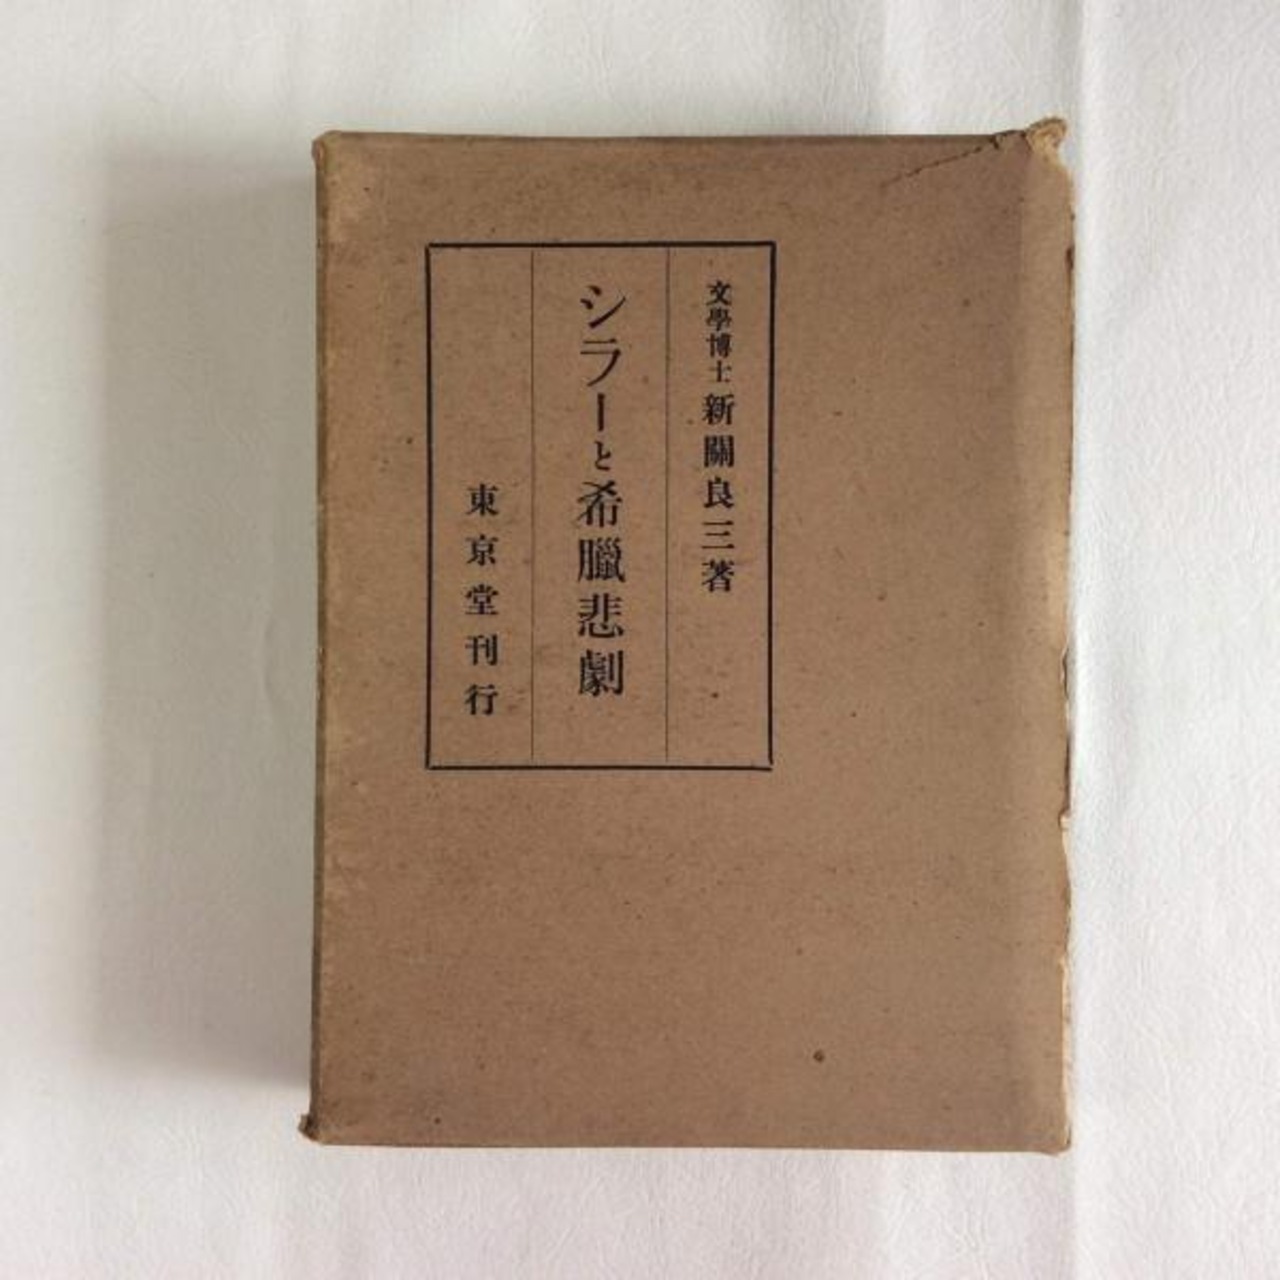 文學博士 新關良三著
シラーと希臘悲劇
東京堂刊行